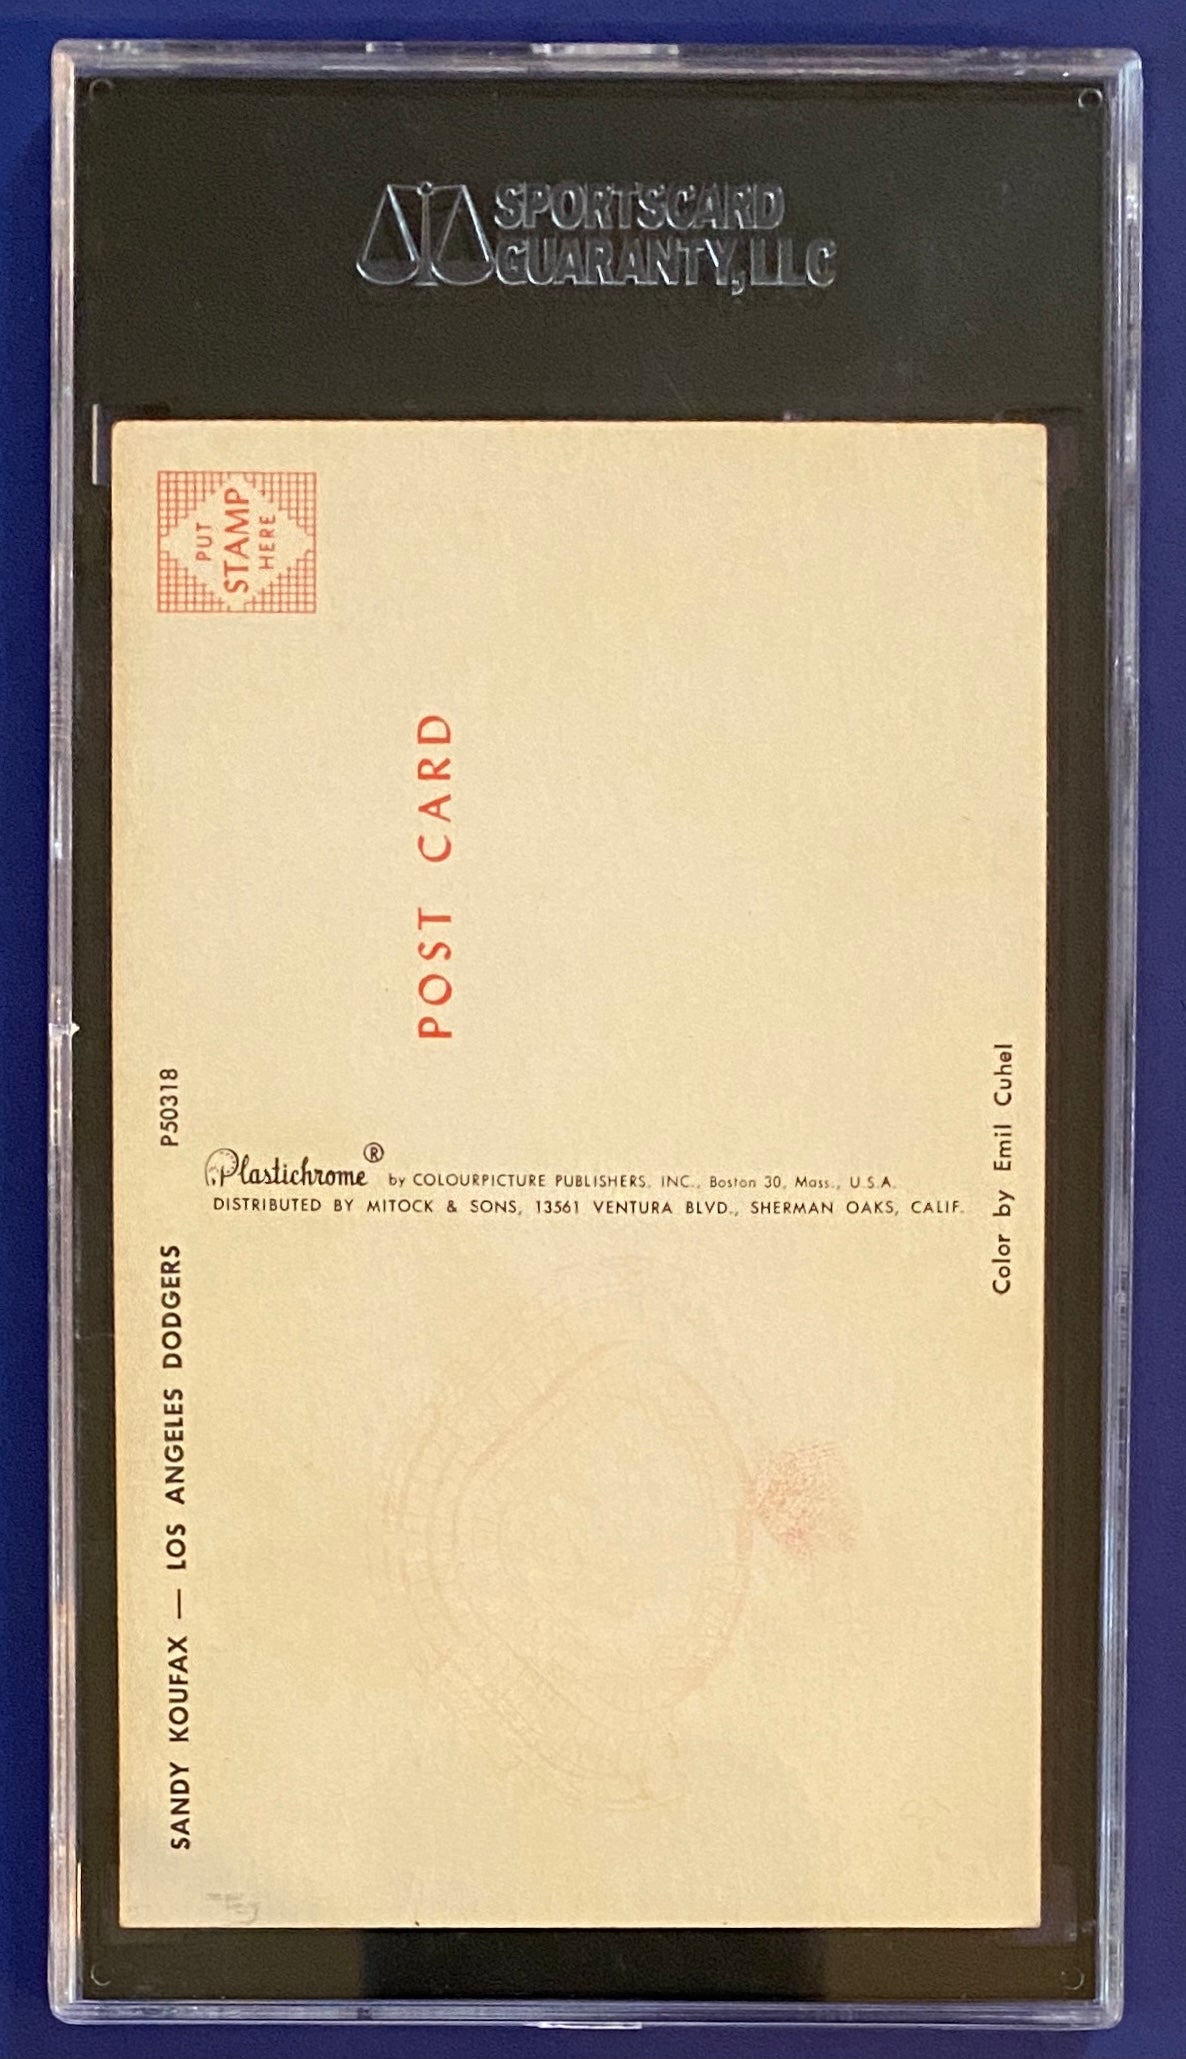 SPORTSCARD
GUARANTY, LLC
PUT
STAMP
HERE
POST CARD
SANDY KOUFAX — LOS ANGELES DODGERS P50318
Plastichrome® by COLOURPICTURE PUBLISHERS, INC., Boston 30, Mass., U.S.A.
DISTRIBUTED BY MITOCK & SONS, 13561 VENTURA BLVD., SHERMAN OAKS, CALIF.
Color by Emil Cuhel